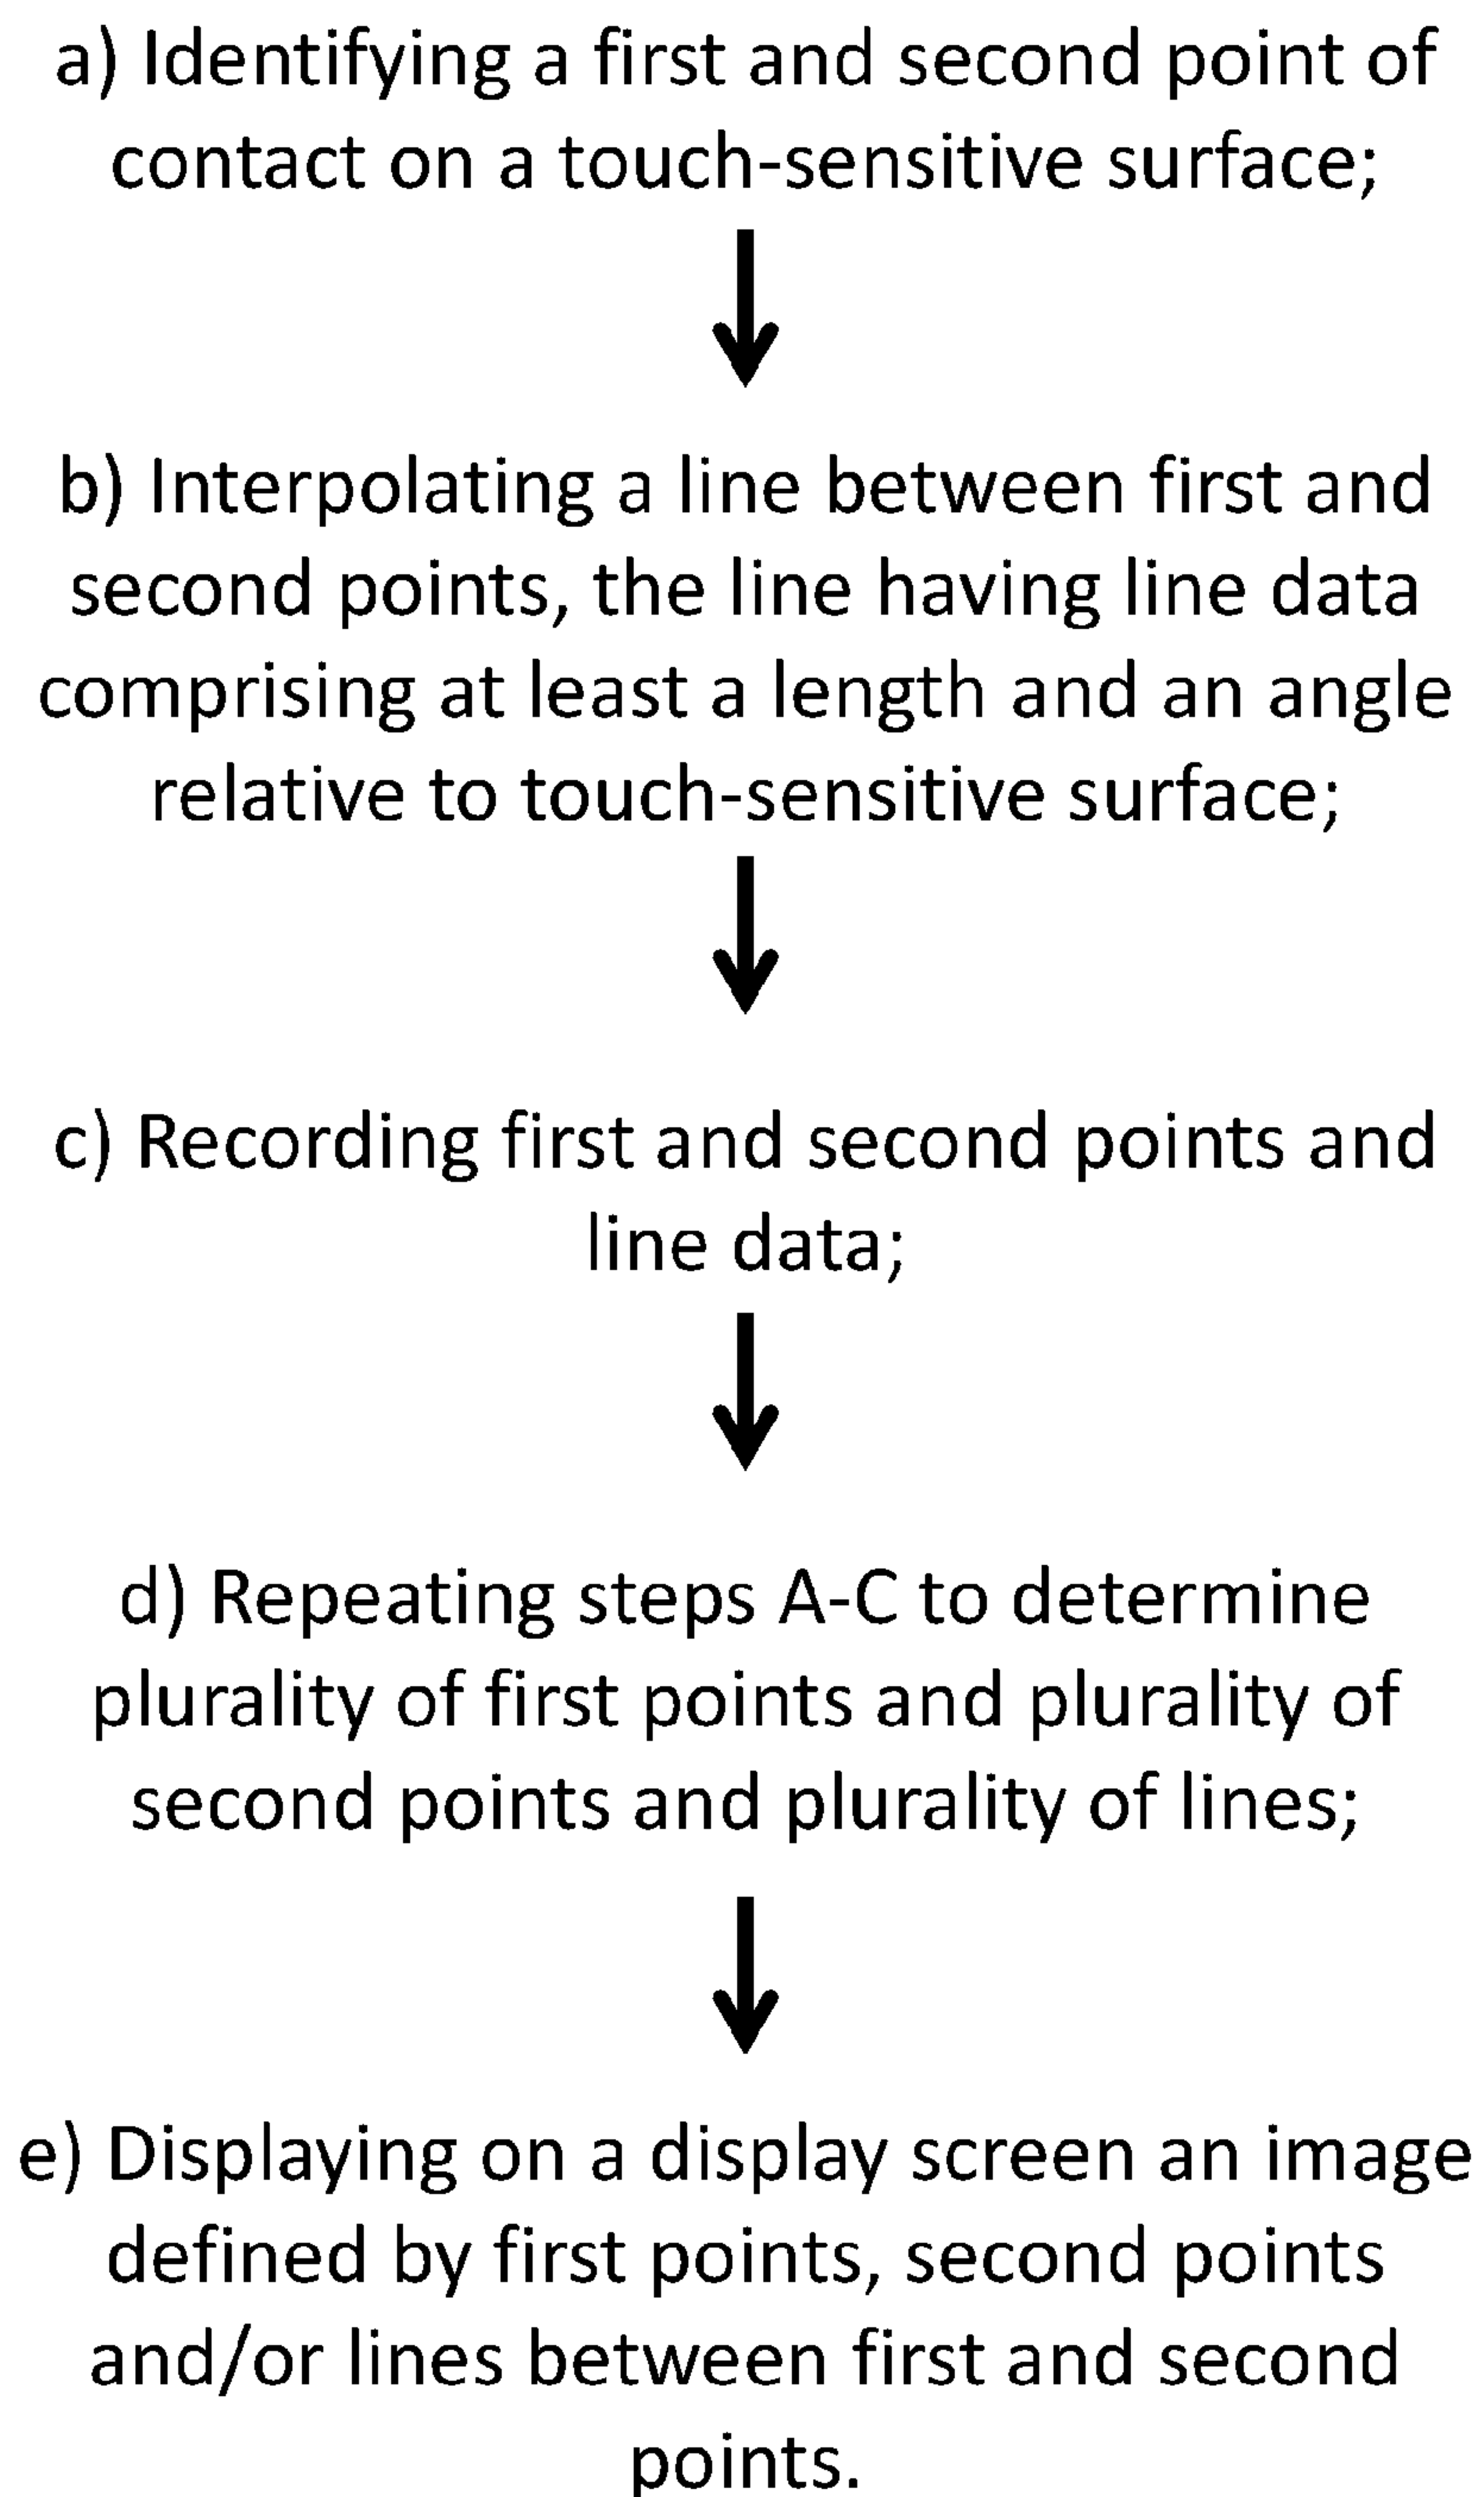 a) Identifying a first and second point of
contact on a touch-sensitive surface;
b) Interpolating a line between first and
second points, the line having line data
comprising at least a length and an angle
relative to touch-sensitive surface;
c) Recording first and second points and
line data;
d) Repeating steps A-C to determine
plurality of first points and plurality of
second points and plurality of lines;
e) Displaying on a display screen an image
defined by first points, second points
and/or lines between first and second
points.